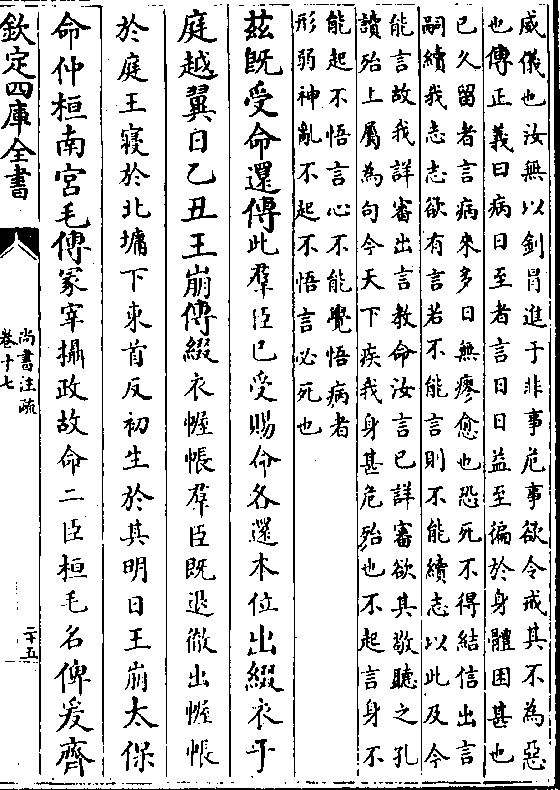 威儀也汝無以釗冐進于非事危事欲令戒其不為惡
也傳正義曰病日至者言日日益至徧於身體困甚也
已久留者言病來多日無瘳愈也恐死不得結信出言
嗣續我志志欲有言若不能言則不能續志以此及今
能言故我詳審出言教命汝言已詳審欲其敬聽之孔
讀殆上屬為句今天下疾我身甚危殆也不起言身不
能起不悟言心不能覺悟病者
形弱神亂不起不悟言必死也
茲既受命還傳此羣臣已受賜命各還本位出綴衣于
庭越翼日乙丑王崩傳綴衣幄帳羣臣既退徹出幄帳
於庭王寢於北墉下東首反初生於其明日王崩太保
命仲桓南宮毛傳冢宰攝政故命二臣桓毛名俾爰齊
欽定四庫全書
尚書注疏
卷十七
二十五